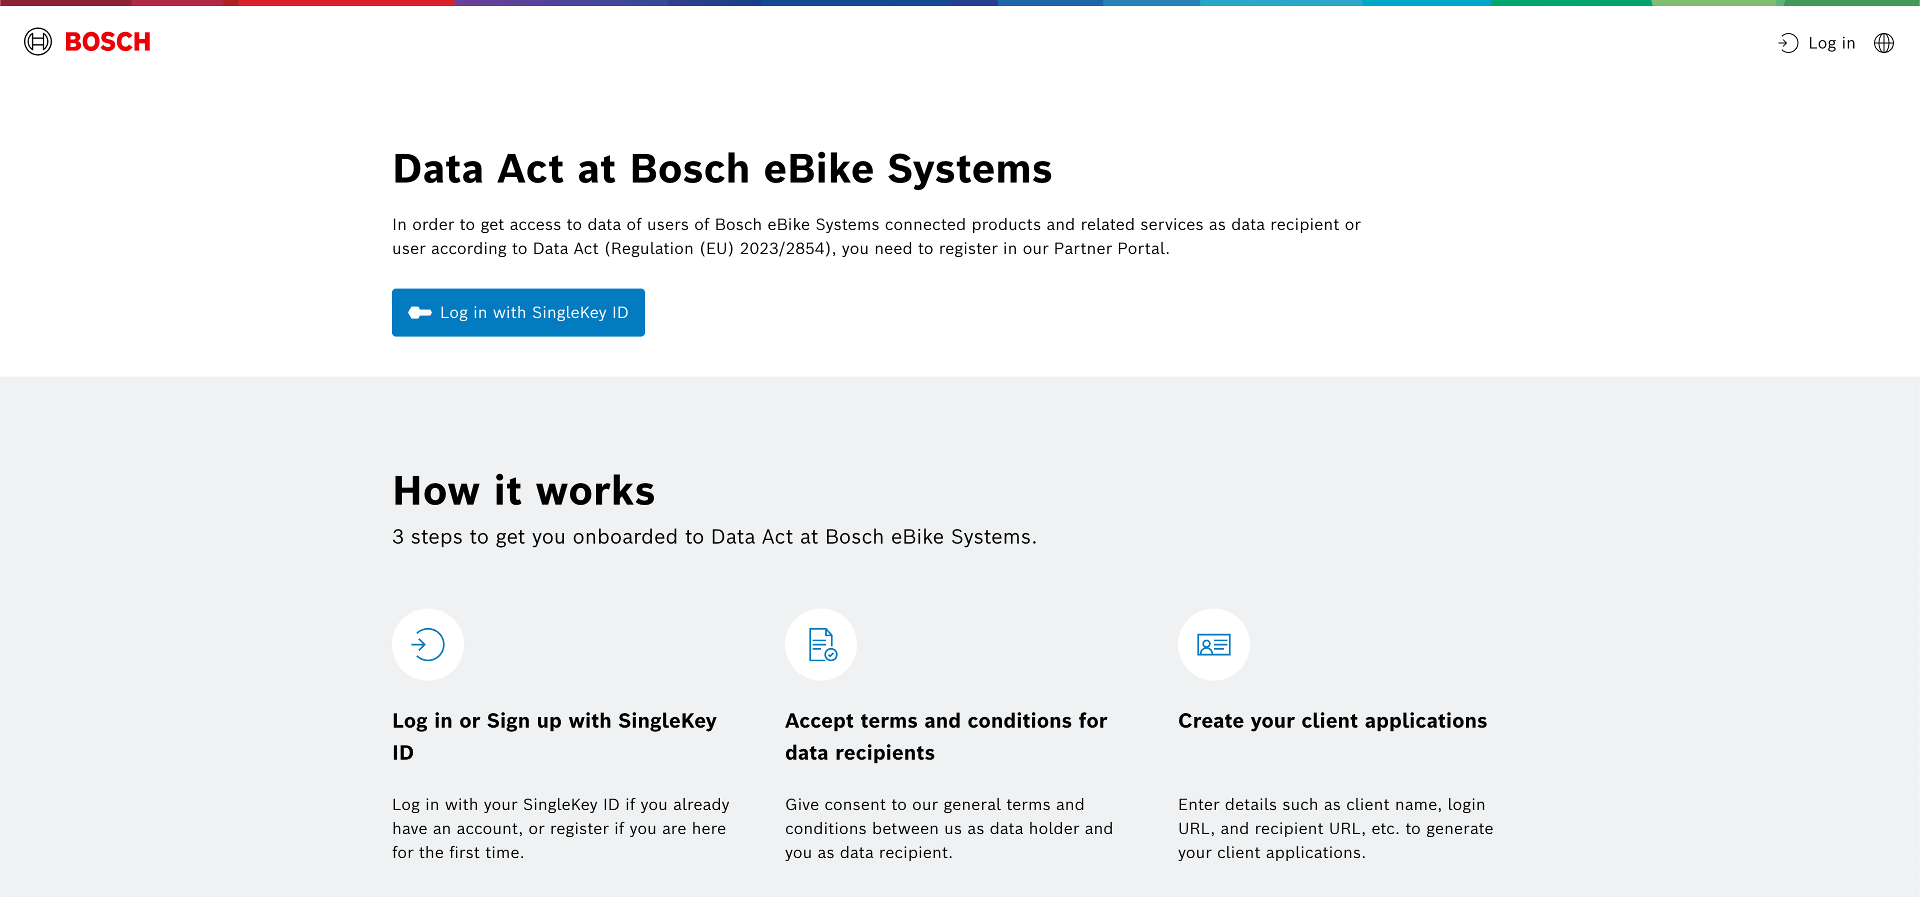 BOSCH
Log in
Data Act at Bosch eBike Systems
In order to get access to data of users of Bosch eBike Systems connected products and related services as data recipient or
user according to Data Act (Regulation (EU) 2023/2854), you need to register in our Partner Portal.
Log in with SingleKey ID
How it works
3 steps to get you onboarded to Data Act at Bosch eBike Systems.
Log in or Sign up with SingleKey
ID
Log in with your SingleKey ID if you already
have an account, or register if you are here
for the first time.
Accept terms and conditions for
data recipients
Give consent to our general terms and
conditions between us as data holder and
you as data recipient.
Create your client applications
Enter details such as client name, login
URL, and recipient URL, etc. to generate
your client applications.